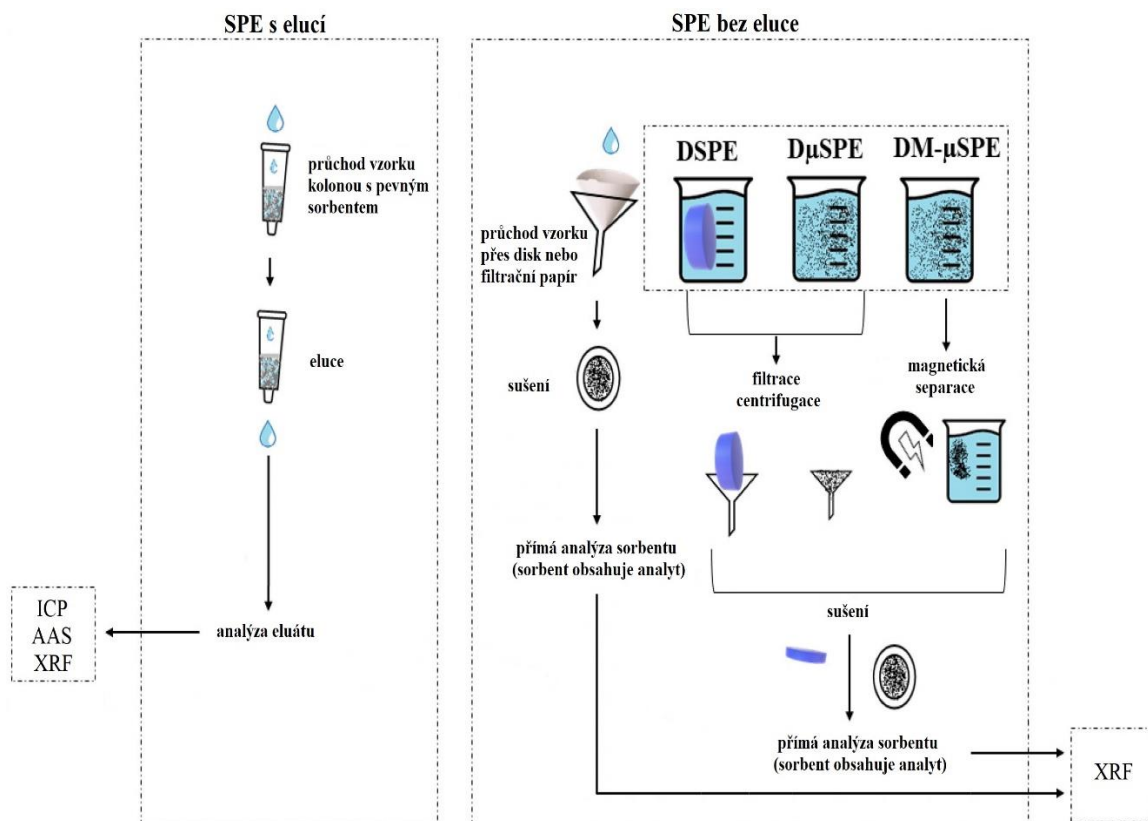 SPE s elucí
průchod vzorku
kolonou s pevným
sorbentem
eluce
analýza eluátu
ICP
AAS
XRF
SPE bez eluce
průchod vzorku
přes disk nebo
filtrační papír
sušení
přímá analýza sorbentu
(sorbent obsahuje analyt)
DSPE
DμSPE
DM-μSPE
filtrace
centrifugace
magnetická
separace
sušení
přímá analýza sorbentu
(sorbent obsahuje analyt)
XRF